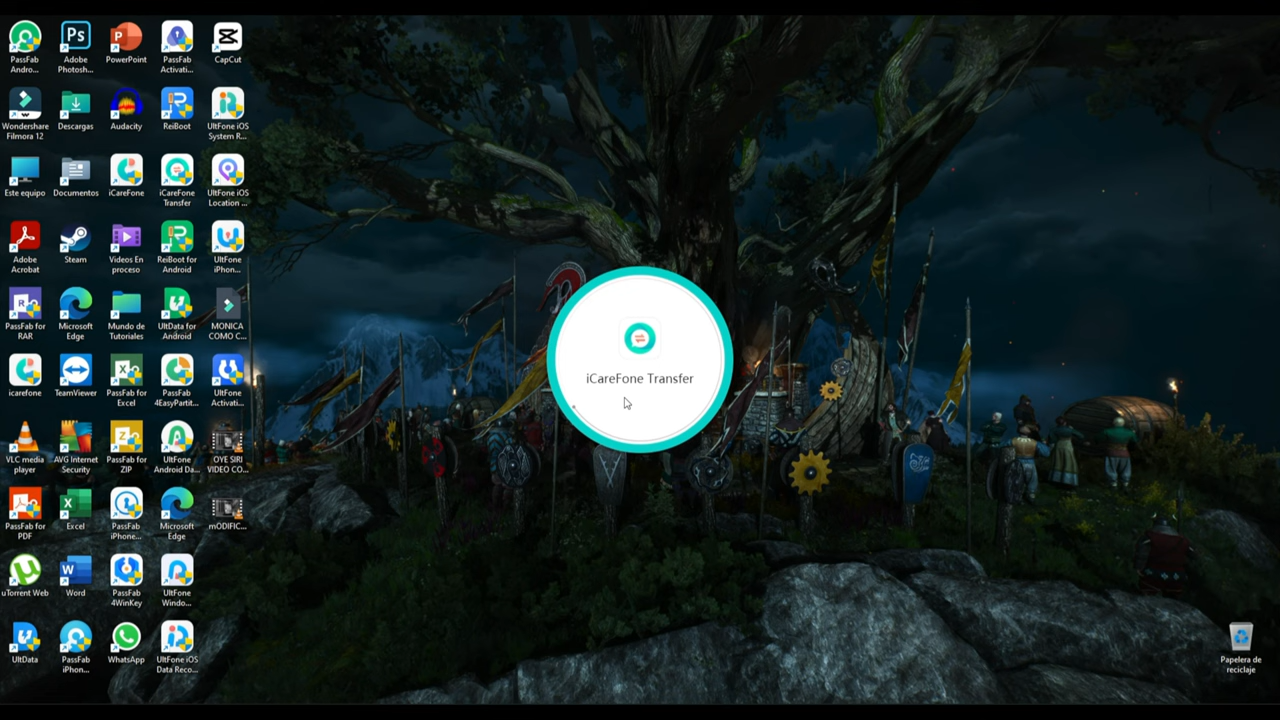 PassFab
Andro...
Adobe
Photosh...
PowerPoint
PassFab
Activati...
CapCut
Wondershare
Filmora 12
Descargas
Audacity
ReiBoot
UltFone iOS
System R...
Este equipo
Documentos
iCareFone
iCareFone
Transfer
UltFone iOS
Location ...
Adobe
Acrobat
Steam
Videos En
proceso
ReiBoot for
Android
UltFone
iPhon...
PassFab for
RAR
Microsoft
Edge
Mundo de
Tutoriales
UltData for
Android
MONICA
COMO C...
icarefone
TeamViewer
PassFab for
Excel
PassFab
4EasyPartit...
UltFone
Activati...
VLC media
player
AVG Internet
Security
PassFab for
ZIP
UltFone
Android Da...
OYE SIRI
VIDEO CO...
PassFab for
PDF
Excel
PassFab
iPhone...
Microsoft
Edge
mODIFIC...
uTorrent Web
Word
PassFab
4WinKey
UltFone
Windo...
UltData
PassFab
iPhon...
WhatsApp
UltFone iOS
Data Reco...
iCareFone Transfer
Papelera de
reciclaje